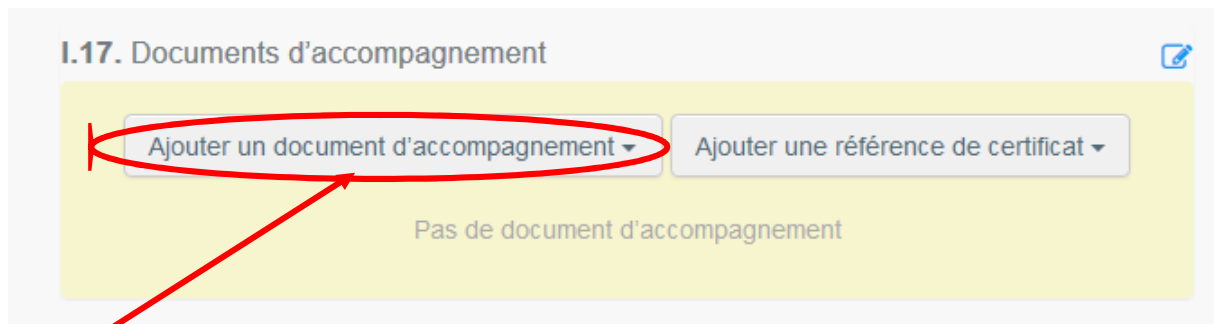 I.17. Documents d'accompagnement
Ajouter un document d'accompagnement Ajouter une référence de certificat
Pas de document d'accompagnement